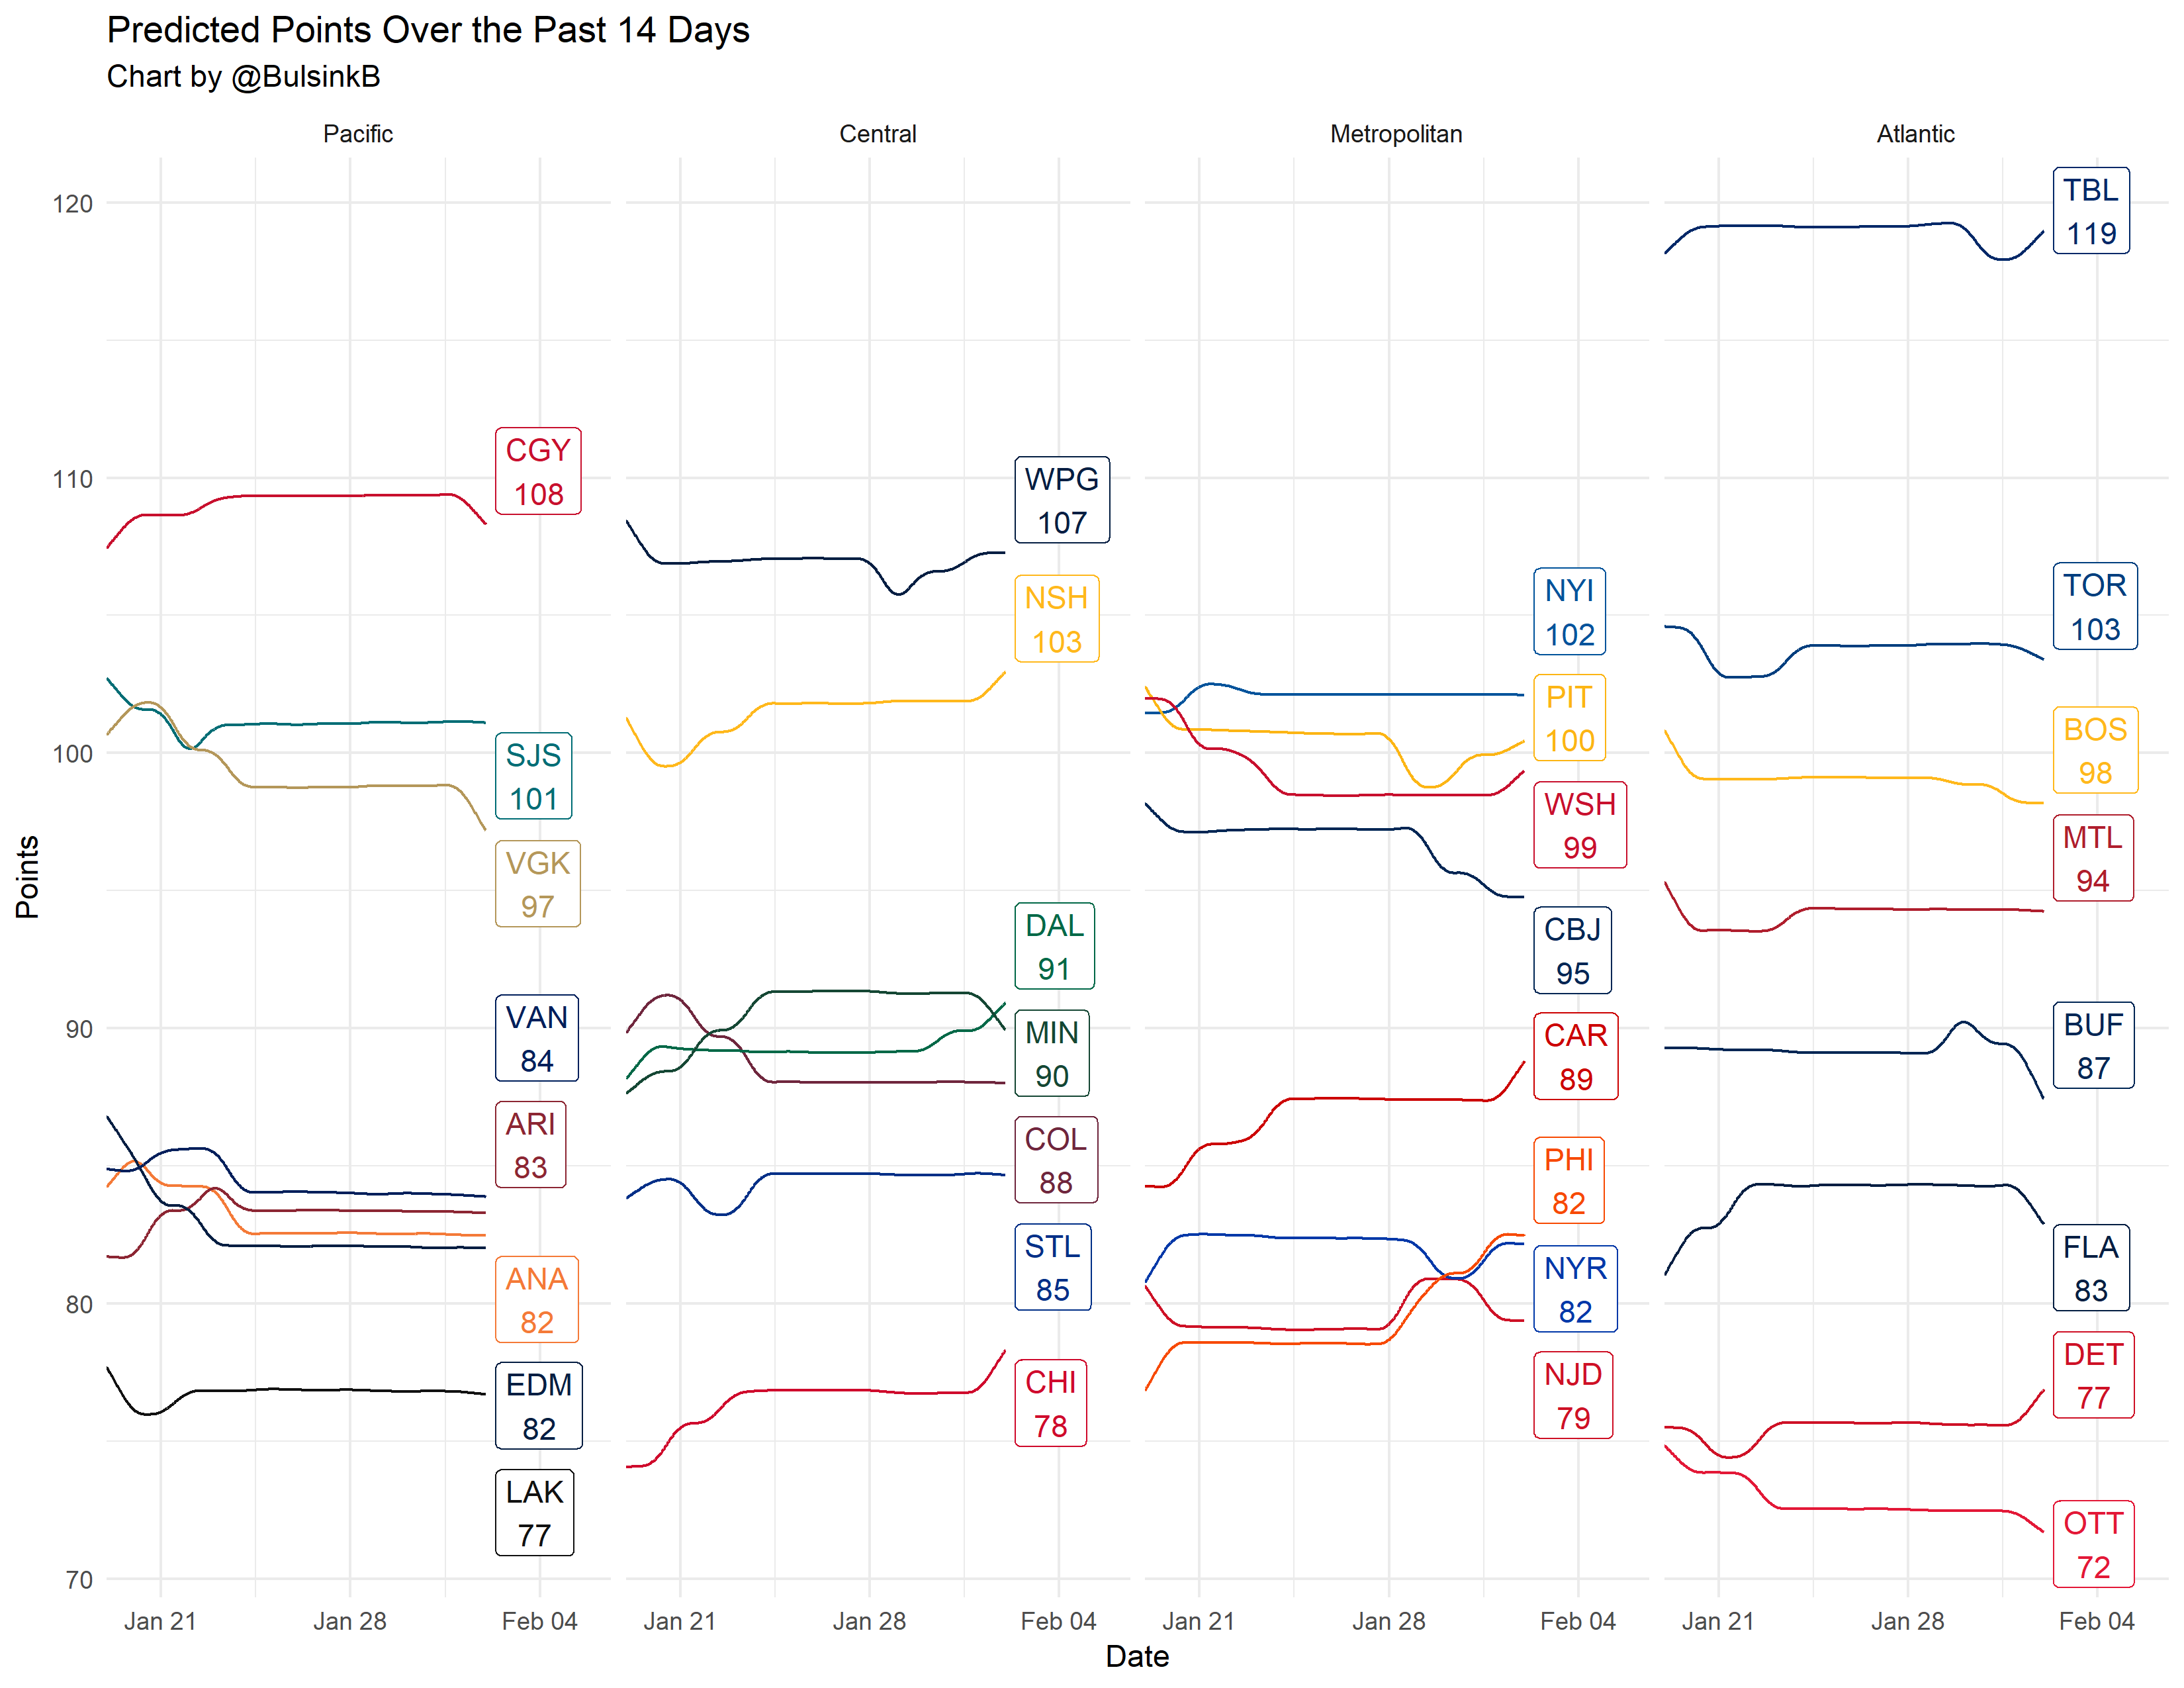 Predicted Points Over the Past 14 Days
Chart by @BulsinkB
Pacific
Central
Metropolitan
Atlantic
Points
120
110
100
90
80
70
CGY
108
SJS
101
VGK
97
VAN
84
ARI
83
ANA
82
EDM
82
LAK
77
WPG
107
NSH
103
DAL
91
MIN
90
COL
88
STL
85
CHI
78
NYI
102
PIT
100
WSH
99
CBJ
95
CAR
89
PHI
82
NYR
82
NJD
79
TBL
119
TOR
103
BOS
98
MTL
94
BUF
87
FLA
83
DET
77
OTT
72
Jan 21
Jan 28
Feb 04
Jan 21
Jan 28
Feb 04
Jan 21
Jan 28
Feb 04
Jan 21
Jan 28
Feb 04
Date